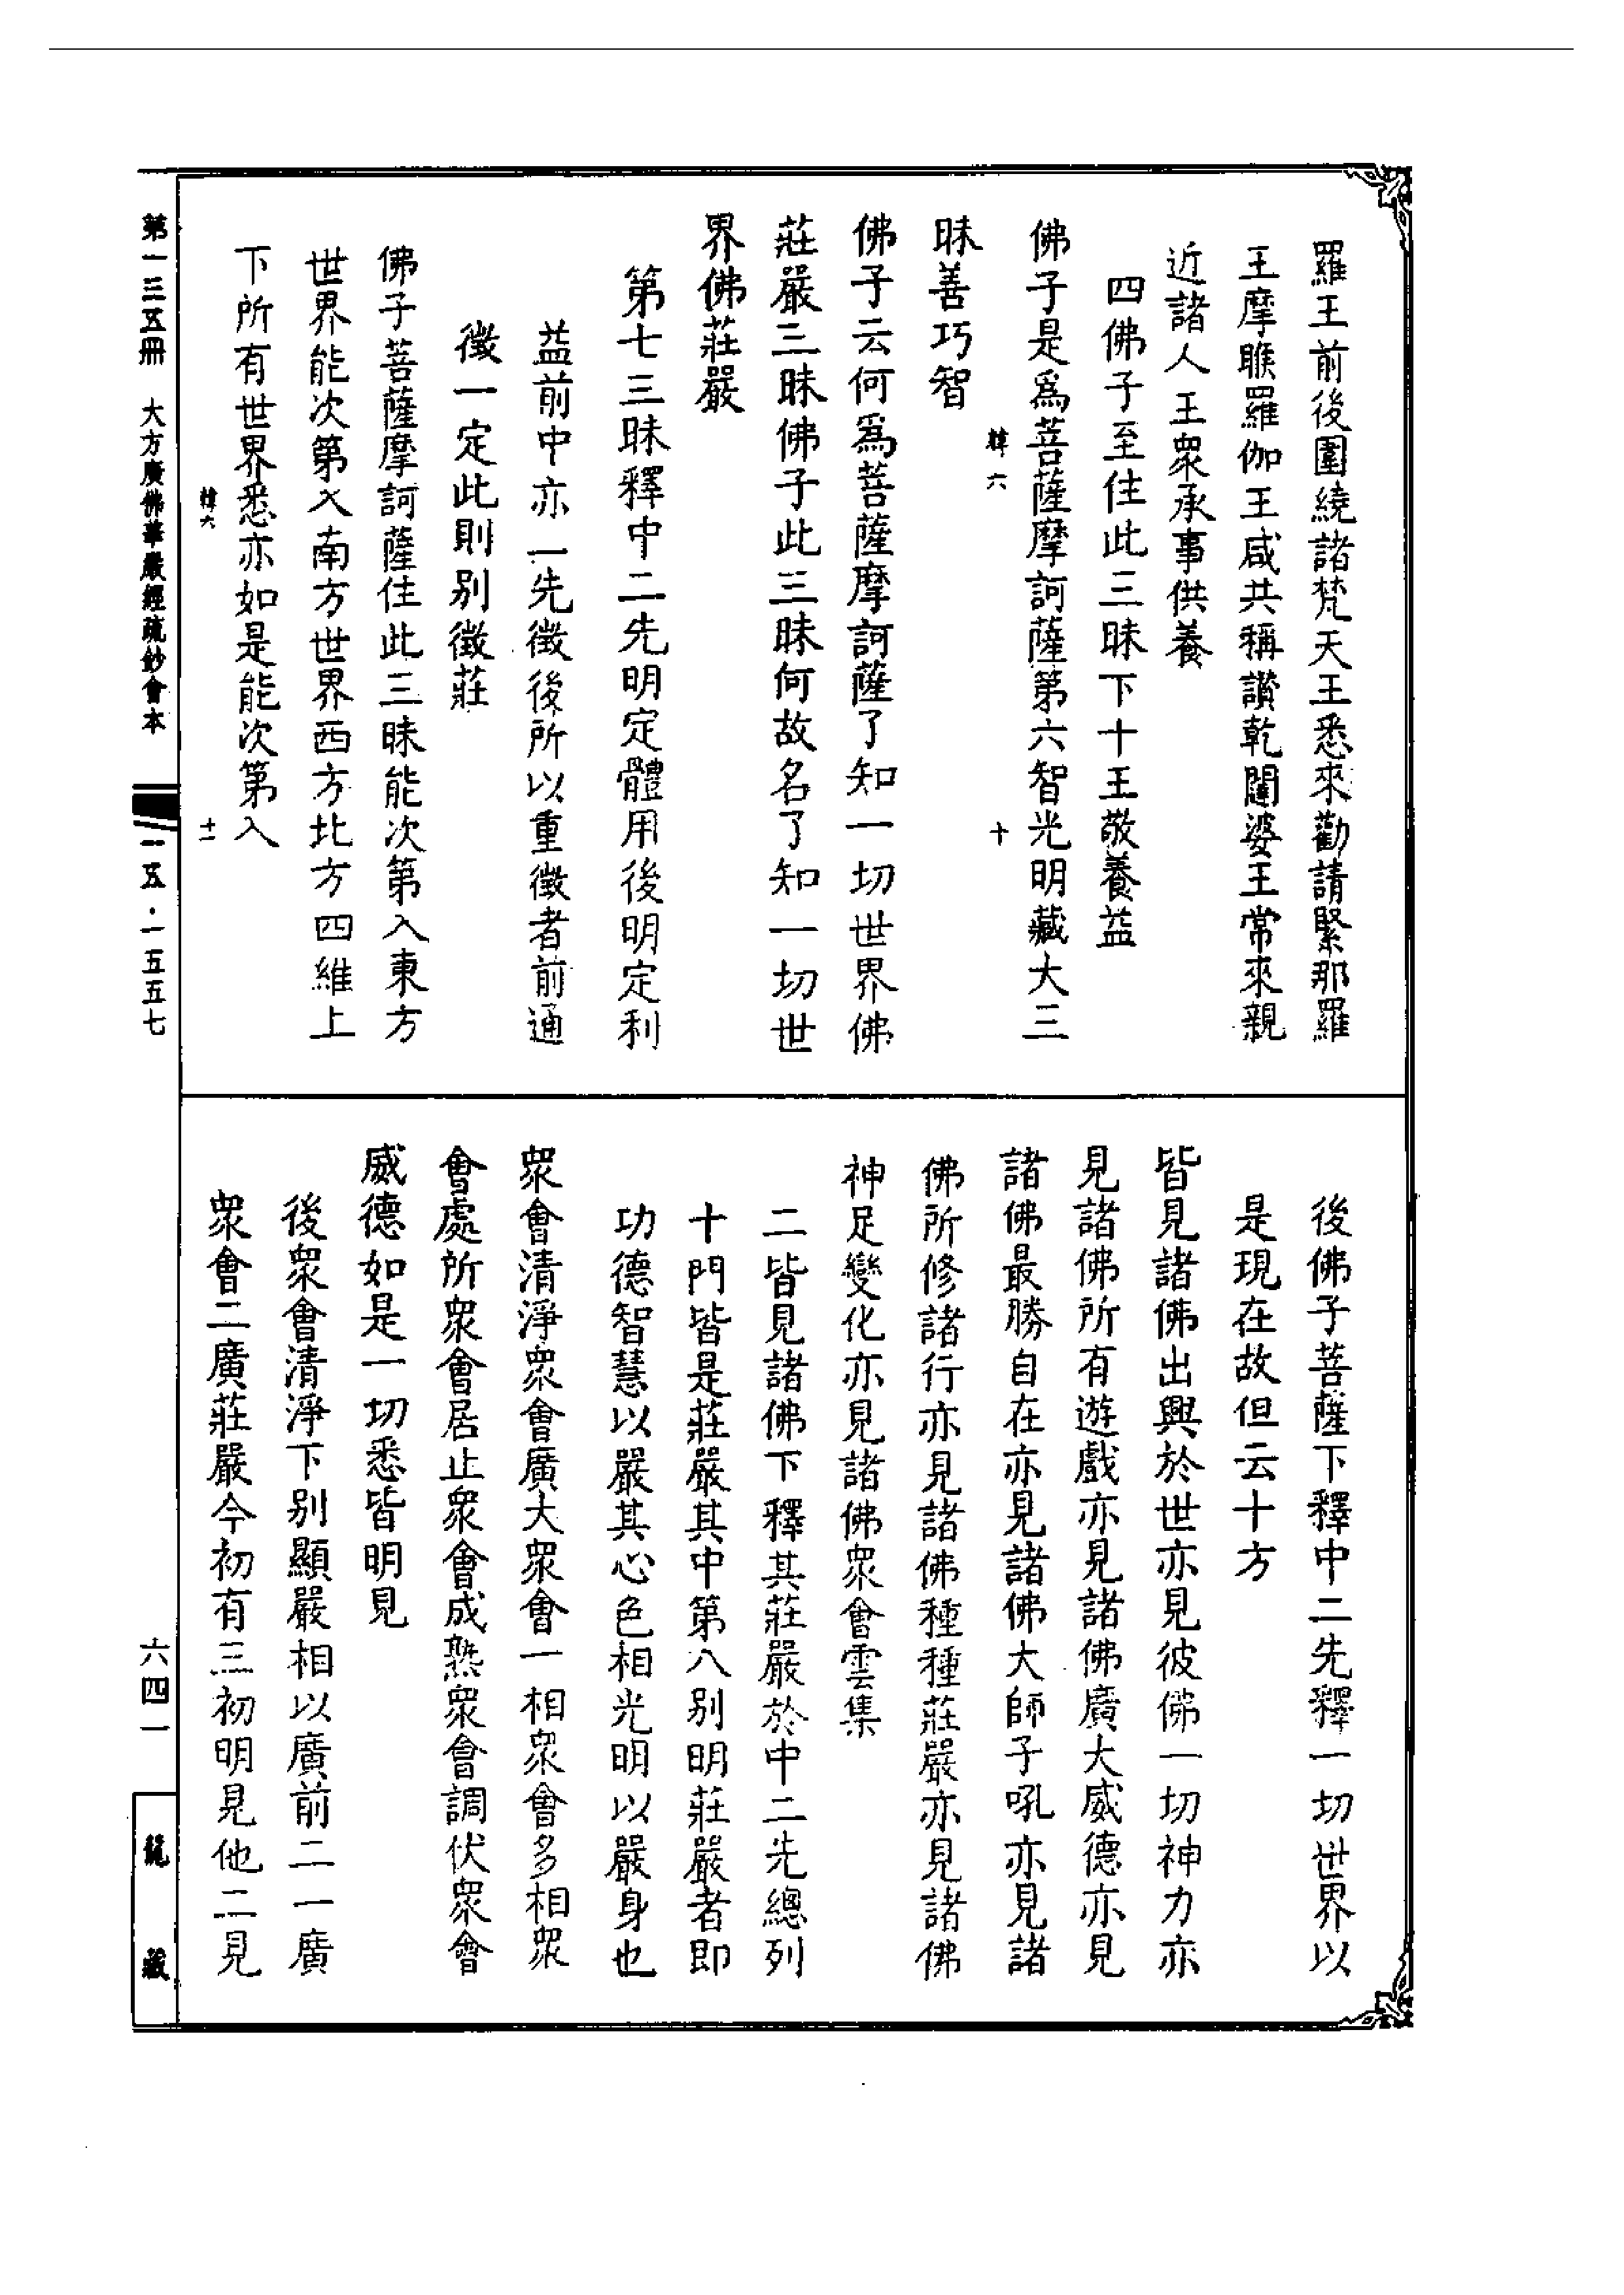 羅王前後圍繞諸梵天王悉來勸請緊那羅
王摩睺羅伽王咸共稱讚乾闥婆王常來親
近諸人王眾承事供養
四佛子至住此三昧下十王敬養益
佛子是為菩薩摩訶薩第六智光明藏大三
韓六
十
昧善巧智
佛子云何為菩薩摩訶薩了知一切世界佛
莊嚴三昧佛子此三昧何故名了知一切世
界佛莊嚴
第七三昧釋中二先明定體用後明定利
益前中亦一先徵後所以重徵者前通
徵一定此則別徵莊
佛子菩薩摩訶薩住此三昧能次第入東方
世界能次第入南方世界西方北方四維上
下所有世界悉亦如是能次第入
韓六
十一
後佛子菩薩下釋中二先釋一切世界以
是現在故但云十方
皆見諸佛出興於世亦見彼佛一切神力亦
見諸佛所有遊戲亦見諸佛廣大威德亦見
諸佛最勝自在亦見諸佛大師子吼亦見諸
佛所修諸行亦見諸佛種種莊嚴亦見諸佛
神足變化亦見諸佛眾會雲集
二皆見諸佛下釋其莊嚴於中二先總列
十門皆是莊嚴其中第八別明莊嚴者即
功德智慧以嚴其心色相光明以嚴身也
眾會清淨眾會廣大眾會一相眾會多相眾
會處所眾會居止眾會成熟眾會調伏眾會
威德如是一切悉皆明見
後眾會清淨下別顯嚴相以廣前二一廣
眾會二廣莊嚴今初有三初明見他二見
第一三五冊 大方廣佛華嚴經疏鈔會本
一五·一五五七
六四一
龍藏